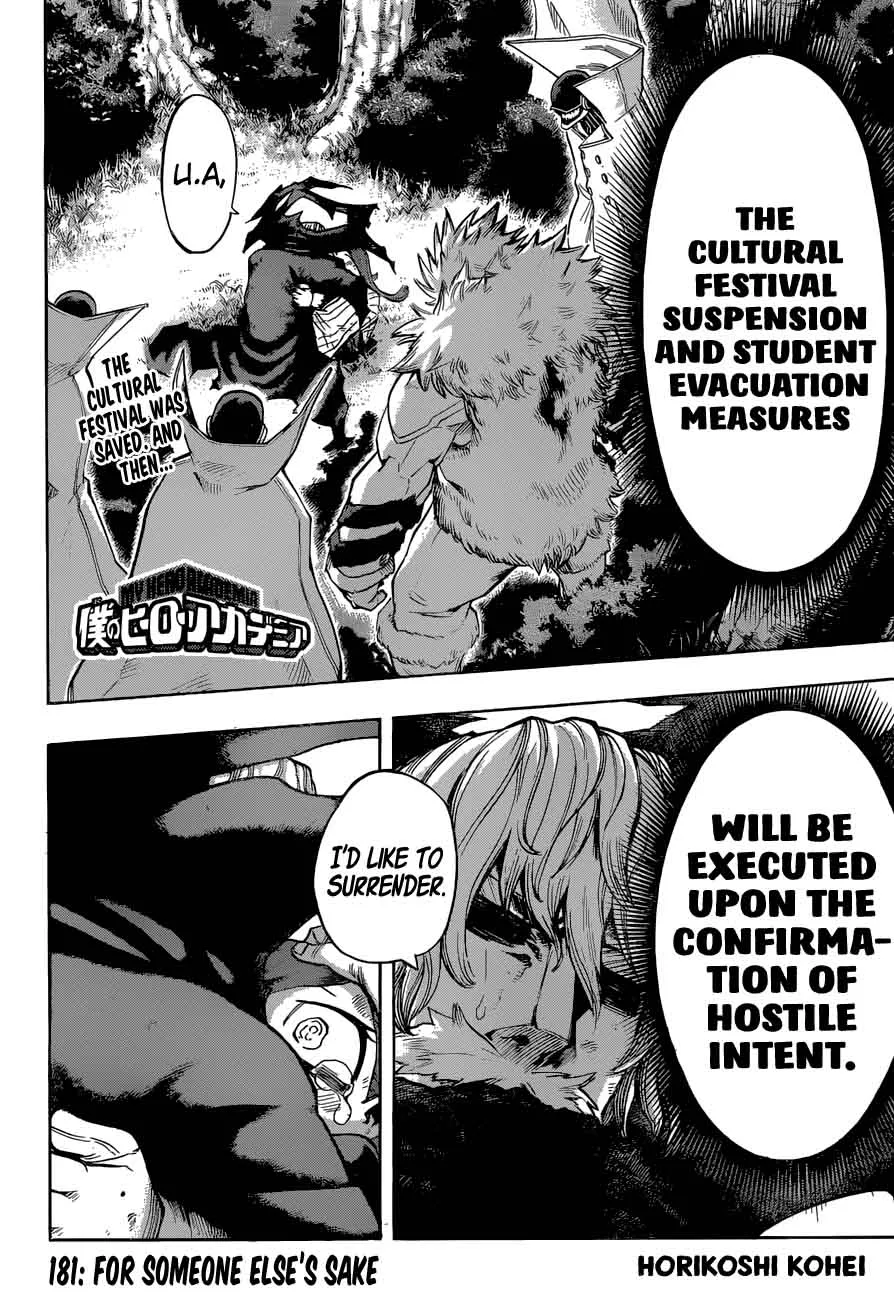 THE
CULTURAL
FESTIVAL
SUSPENSION
AND STUDENT
EVACUATION
MEASURES
U.A,
THE
CULTURAL
FESTIVAL WAS
SAVED. AND
THEN...
MY HERO ACADEMIA
僕のヒーローアカデミア
WILL BE
EXECUTED
UPON THE
CONFIRMA-
TION OF
HOSTILE
INTENT.
I'D LIKE TO
SURRENDER.
181: FOR SOMEONE ELSE'S SAKE
HORIKOSHI KOHEI